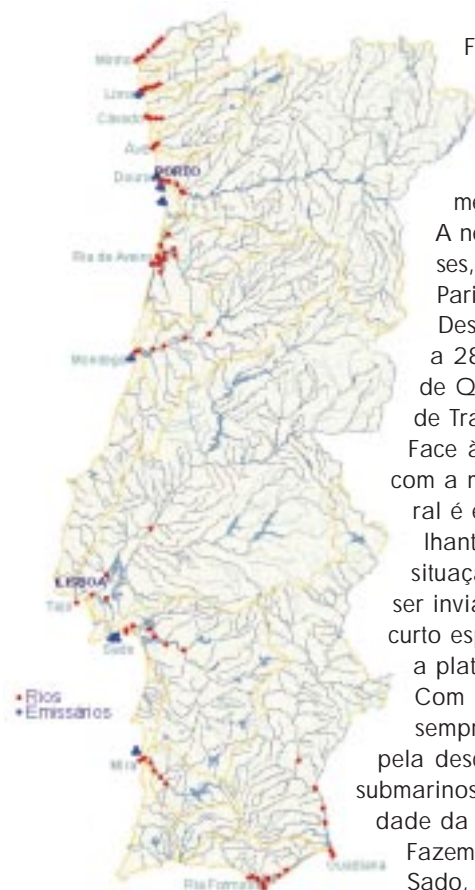 Minho
Lima
Cávado
Ave
Douro
PORTO
Ria de Aveiro
Mondego
LISBOA
Tejo
Sado
Rios
Emissários
Mira
Guadiana
Ria Formosa
F
me
A no
ses,
Pari
Des
a 28
de Q
de Tra
Face à
com a m
ral é e
lhant
situaç
ser invia
curto es
a plat
Com
sempr
pela desc
submarinos
dade da
Fazem
Sado,